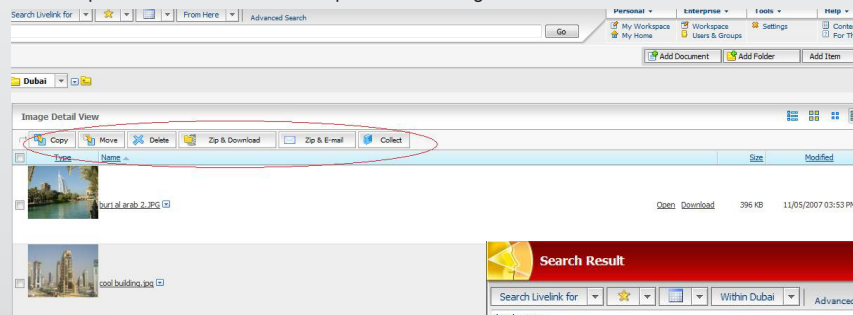 Search Livelink for From Here Advanced Search
Go
Personal Enterprise Tools Help
My Workspace Workspace Settings
My Home Users & Groups
Add Document Add Folder Add Item
Dubai
Image Detail View
Copy Move Delete Zip & Download Zip & E-mail Collect
Type Name Size Modified
burj al arab 2.JPG Open Download 396 KB 11/05/2007 03:53 PM
cool building.jpg
Search Result
Search Livelink for Within Dubai Advanced